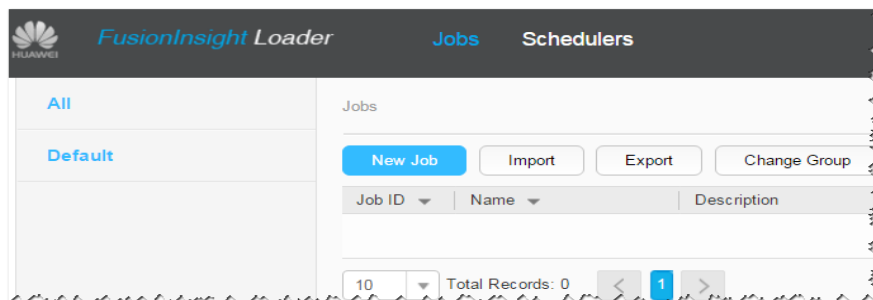 HUAWEI
FusionInsight Loader
Jobs
Schedulers
All
Default
Jobs
New Job
Import
Export
Change Group
Job ID
Name
Description
10
Total Records: 0
<
1
>